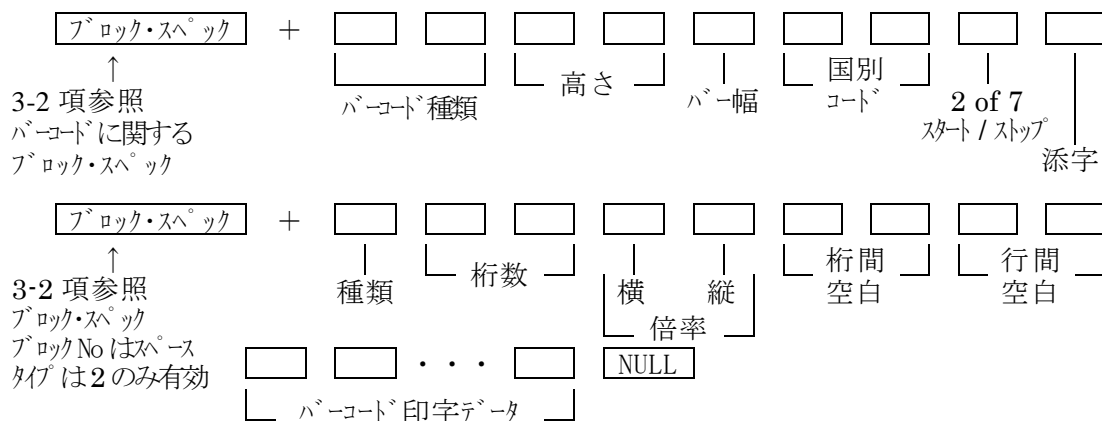 ブロック・スペック +
↑
高さ
国別
3-2 項参照
バーコード種類
バー幅
コード
2 of 7
バーコードに関する
スタート / ストップ
ブロック・スペック
添字
ブロック・スペック +
↑
3-2 項参照
種類
桁数
横
縦
桁間
空白
行間
空白
ブロック・スペック
倍率
ブロック No はスペース
タイプは 2 のみ有効
・・・
NULL
バーコード印字データ